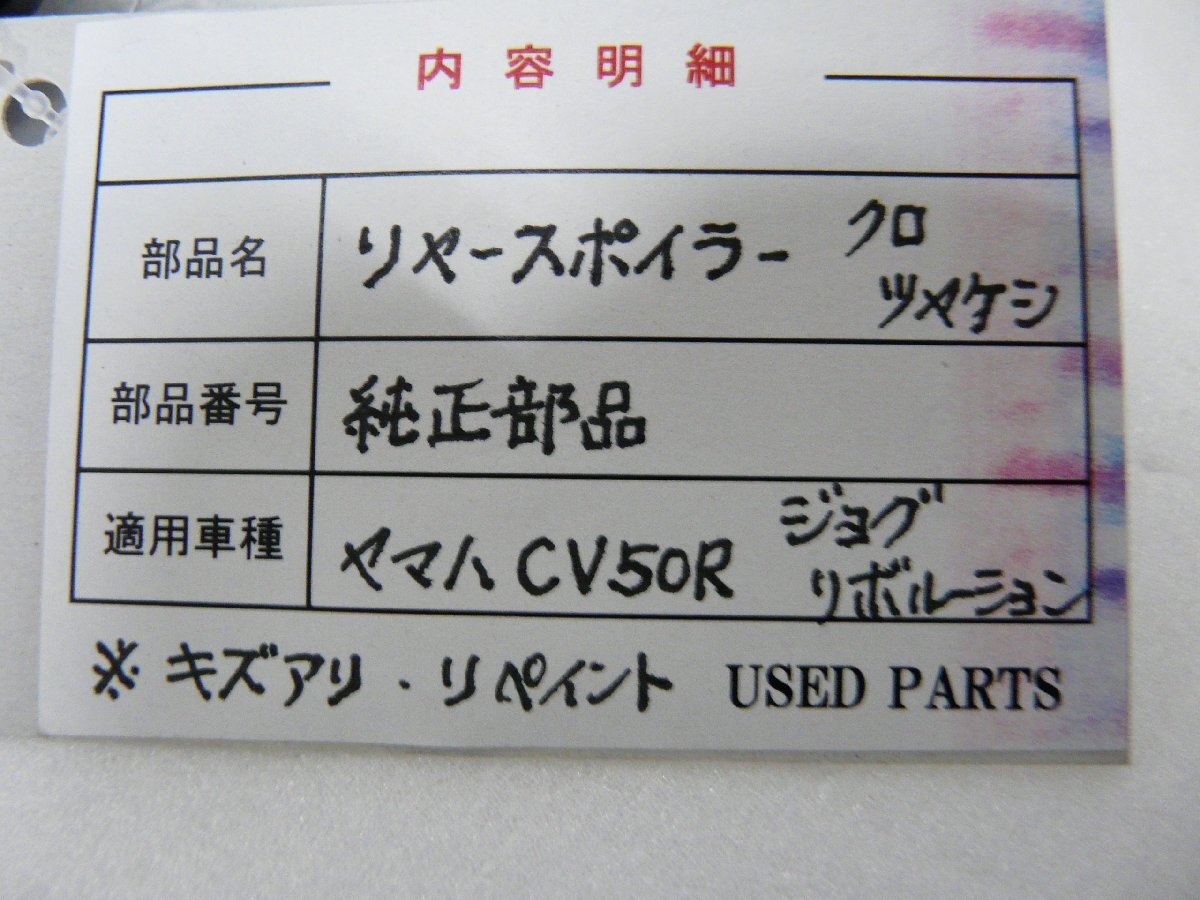 内容明細
部品名 リヤースポイラー クロ
ツヤケシ
部品番号 純正部品
適用車種 ヤマハ CV50R ジョグ
リボルーション
※ キズアリ・リペイント USED PARTS